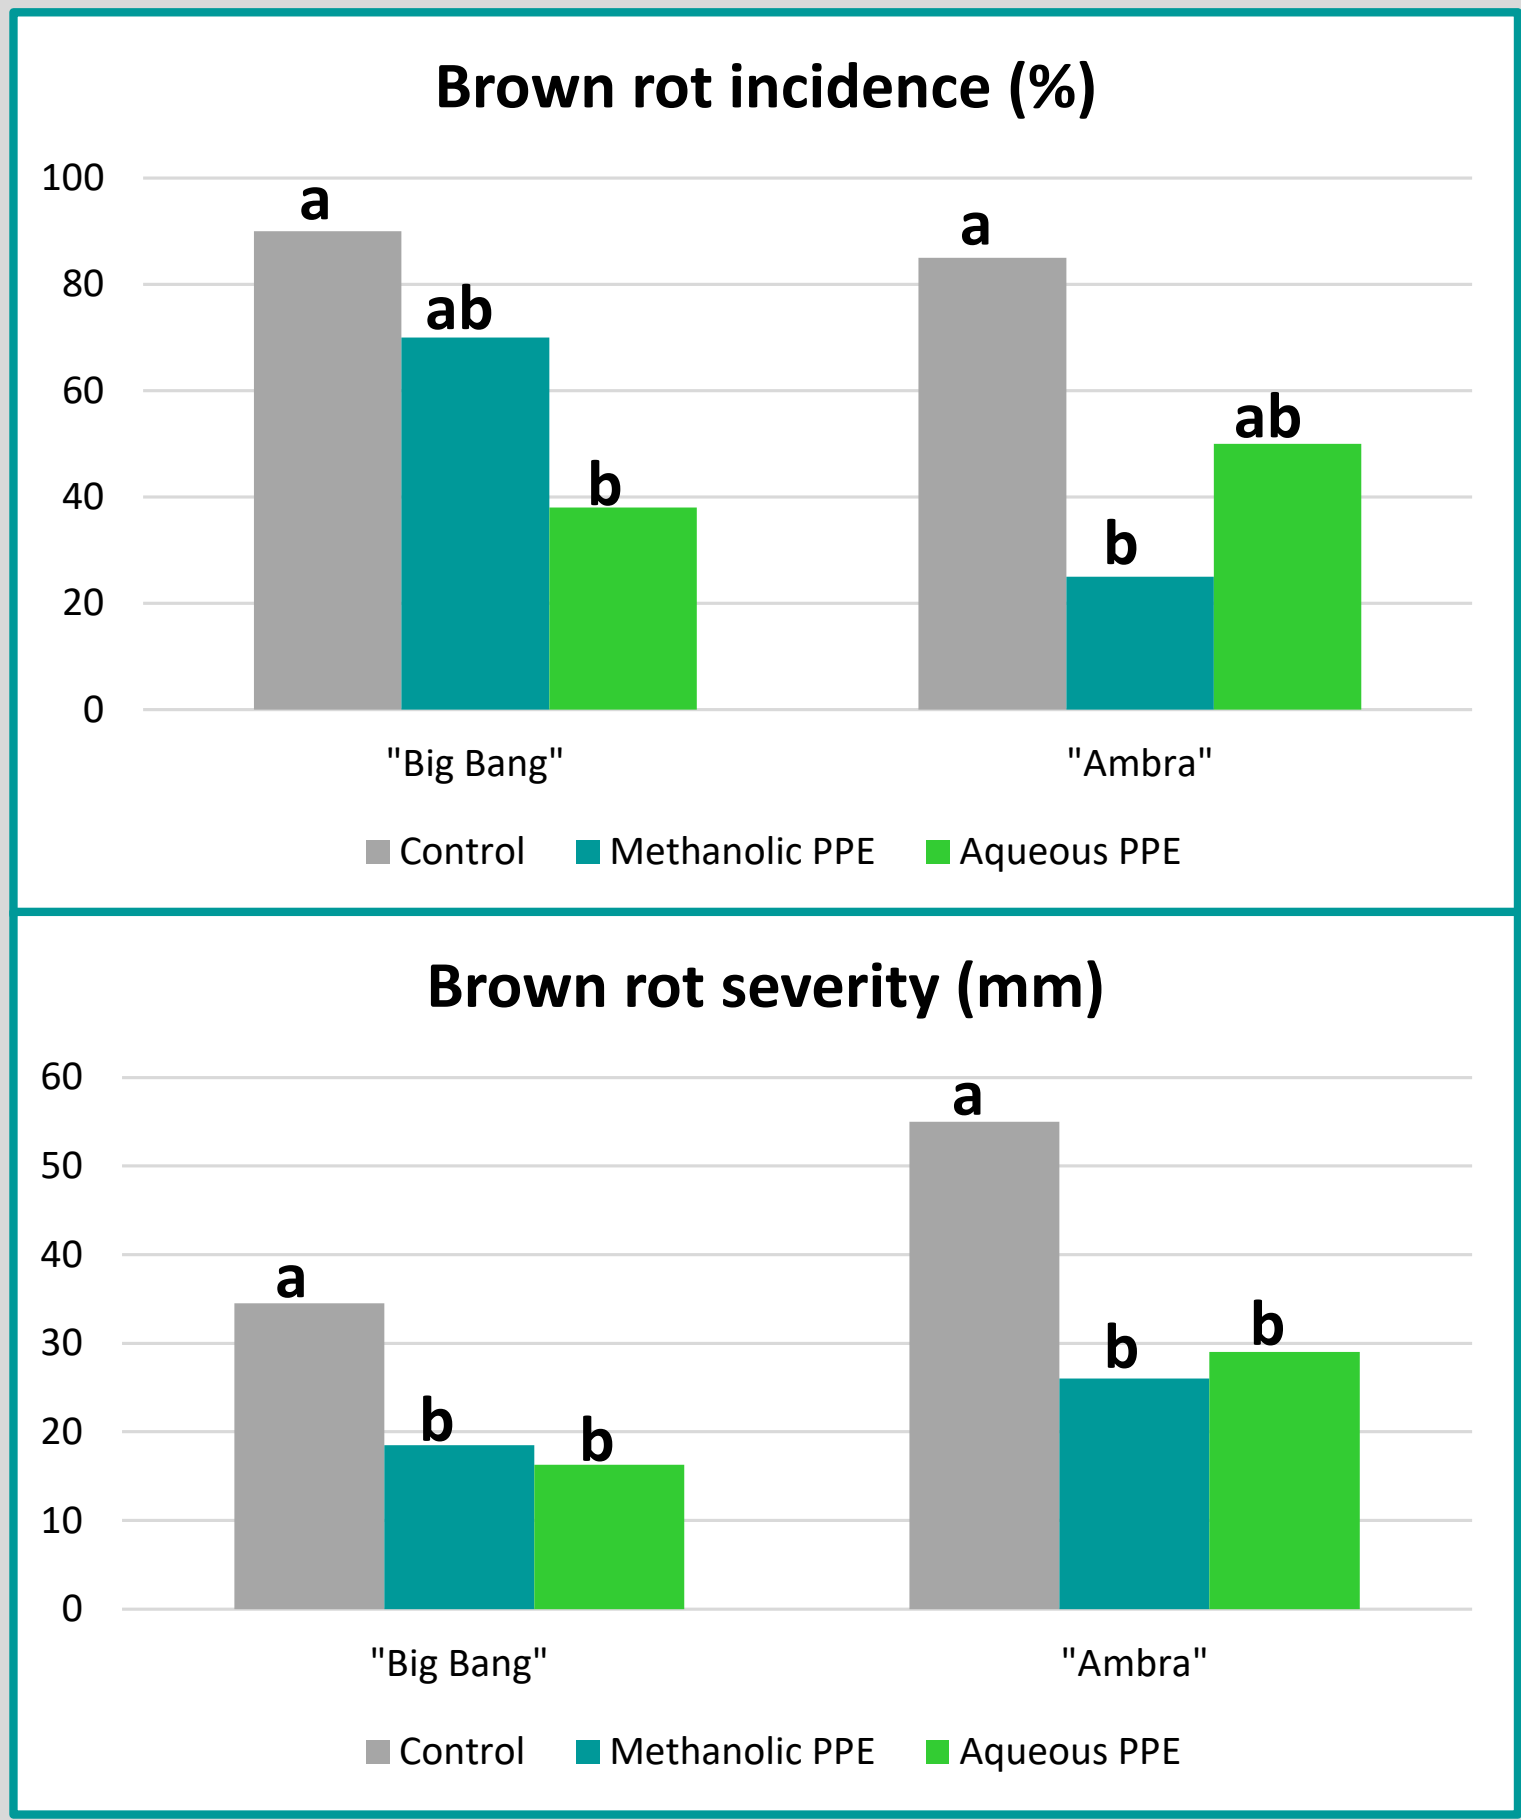 Brown rot incidence (%)
100
80
60
40
20
0
a
ab
b
a
b
ab
"Big Bang" "Ambra"
Control Methanolic PPE Aqueous PPE
Brown rot severity (mm)
60
50
40
30
20
10
0
a
b
b
a
b
b
"Big Bang" "Ambra"
Control Methanolic PPE Aqueous PPE